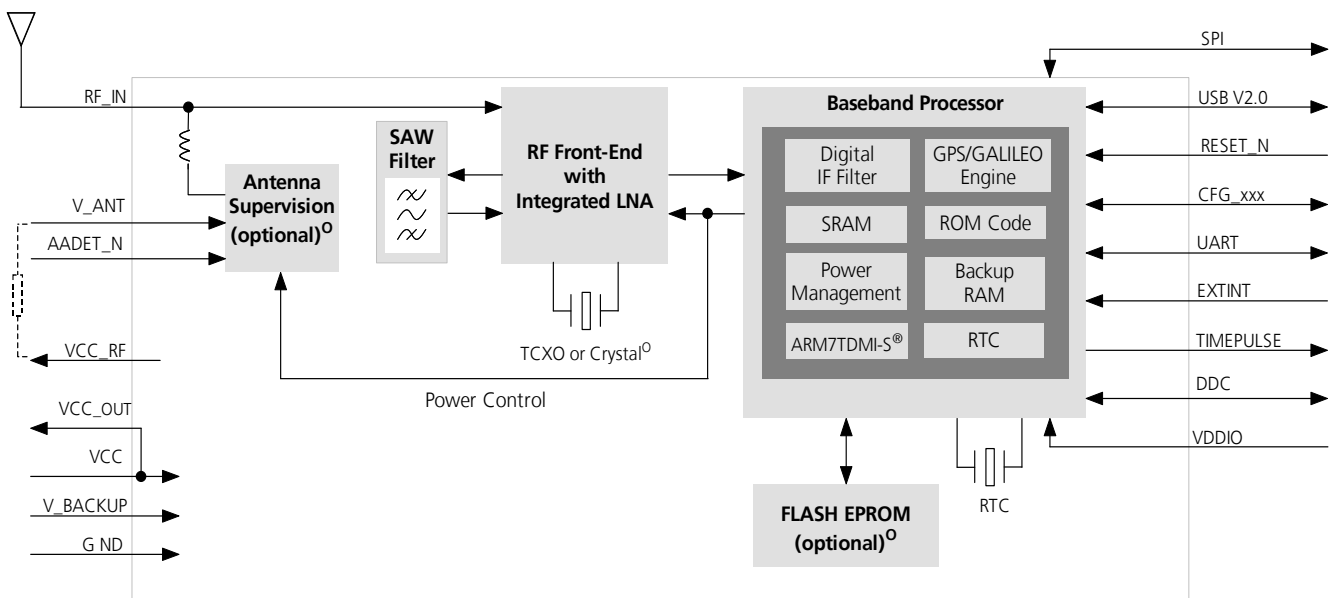 SPI
RF_IN
Baseband Processor
USB V2.0
SAW
Filter
RF Front-End
with
Integrated LNA
Digital
IF Filter
GPS/GALILEO
Engine
RESET_N
Antenna
Supervision
(optional)O
V_ANT
AADET_N
SRAM
ROM Code
CFG_xxx
UART
Power
Management
Backup
RAM
EXTINT
VCC_RF
TCXO or CrystalO
ARM7TDMI-S®
RTC
TIMEPULSE
Power Control
DDC
VCC_OUT
VCC
VDDIO
V_BACKUP
G ND
FLASH EPROM
(optional)O
RTC